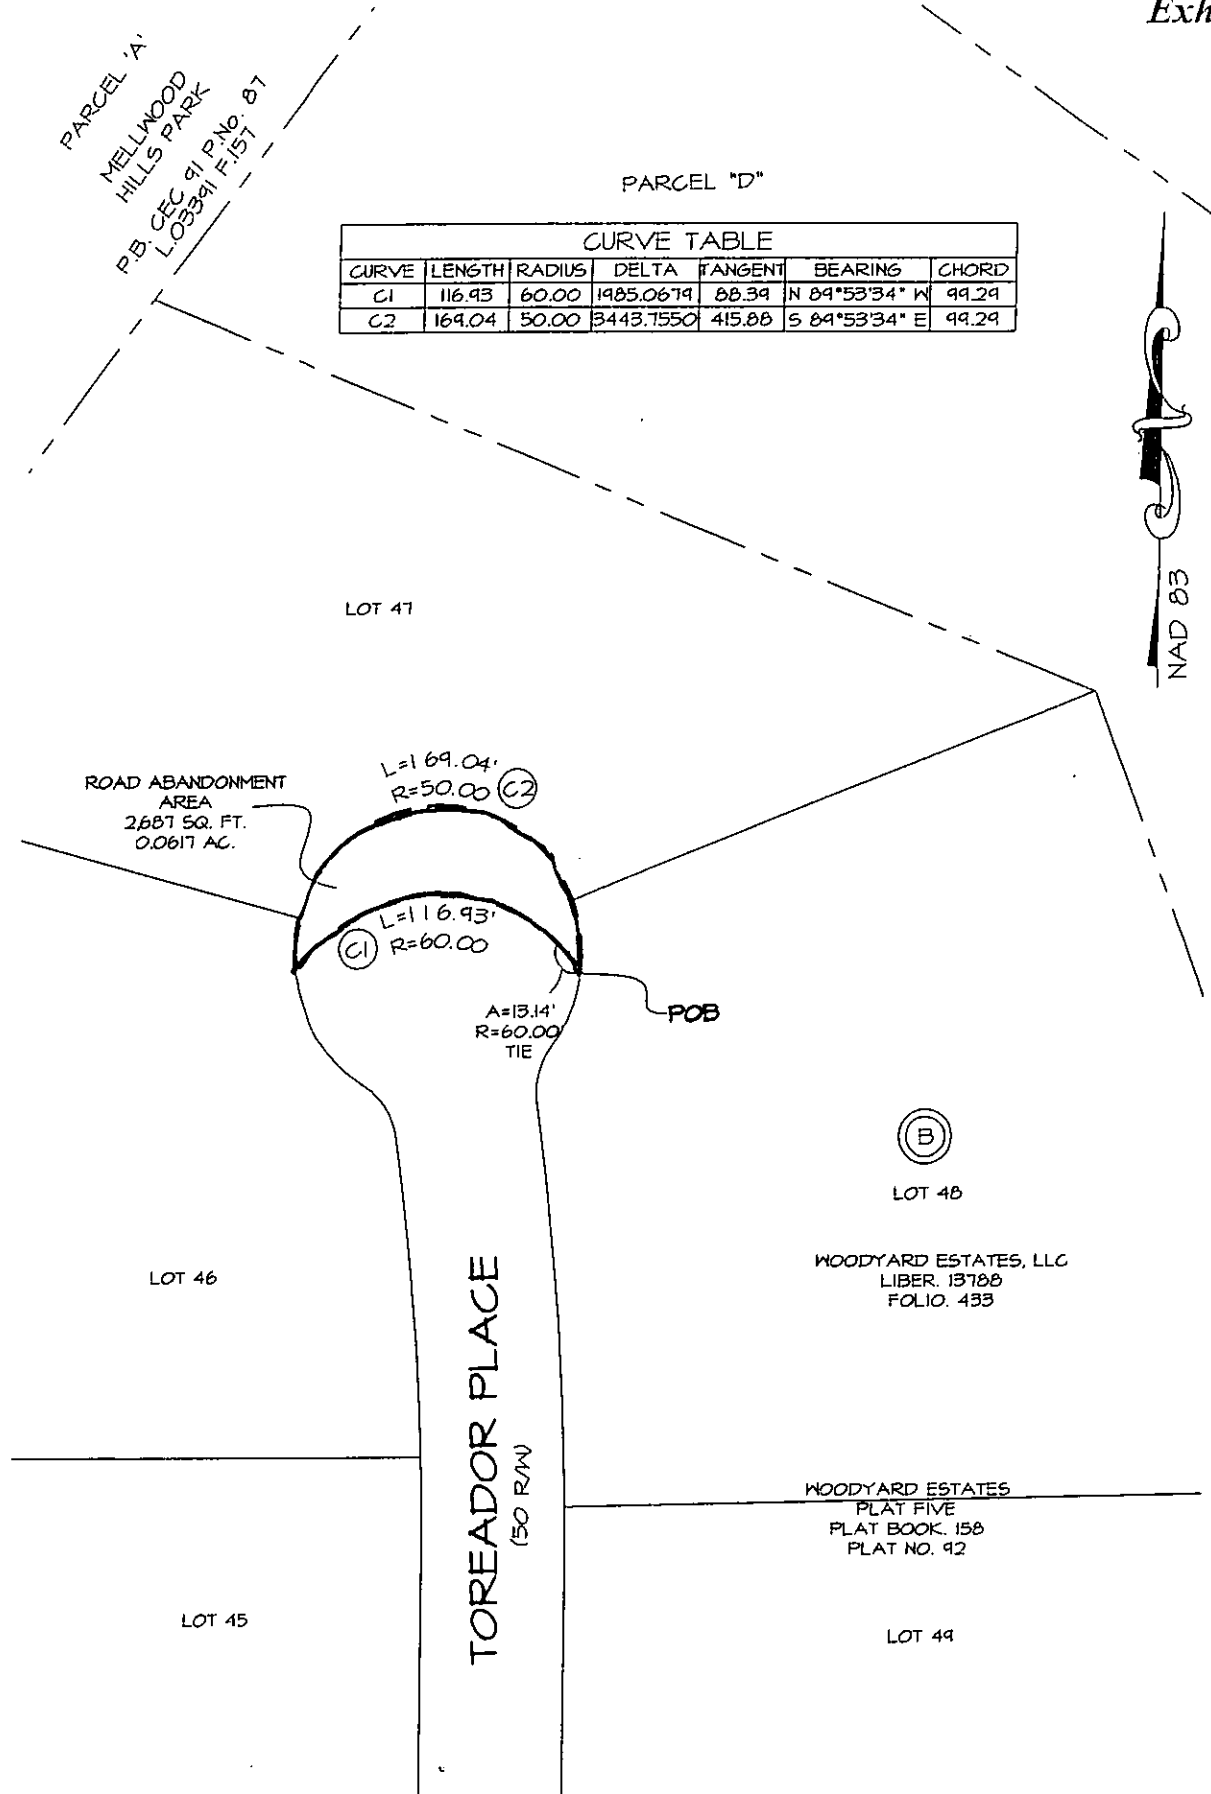 Exh
PARCEL 'A'
MELLWOOD
HILLS PARK
P.B. CEC 91 P.No. 87
L.03391 F.157
PARCEL "D"
CURVE TABLE
CURVE LENGTH RADIUS DELTA TANGENT BEARING CHORD
C1 116.93 60.00 1985.0679 88.39 N 89°53'34" W 99.29
C2 169.04 50.00 3443.7550 415.88 S 89°53'34" E 99.29
NAD 83
LOT 47
L=169.04'
R=50.00 C2
ROAD ABANDONMENT
AREA
2,687 SQ. FT.
0.0617 AC.
L=116.93'
C1 R=60.00
A=13.14'
R=60.00'
TIE
POB
B
LOT 48
WOODYARD ESTATES, LLC
LIBER. 13788
FOLIO. 433
LOT 46
TOREADOR PLACE
(50 R/W)
WOODYARD ESTATES
PLAT FIVE
PLAT BOOK. 158
PLAT NO. 92
LOT 45
LOT 49